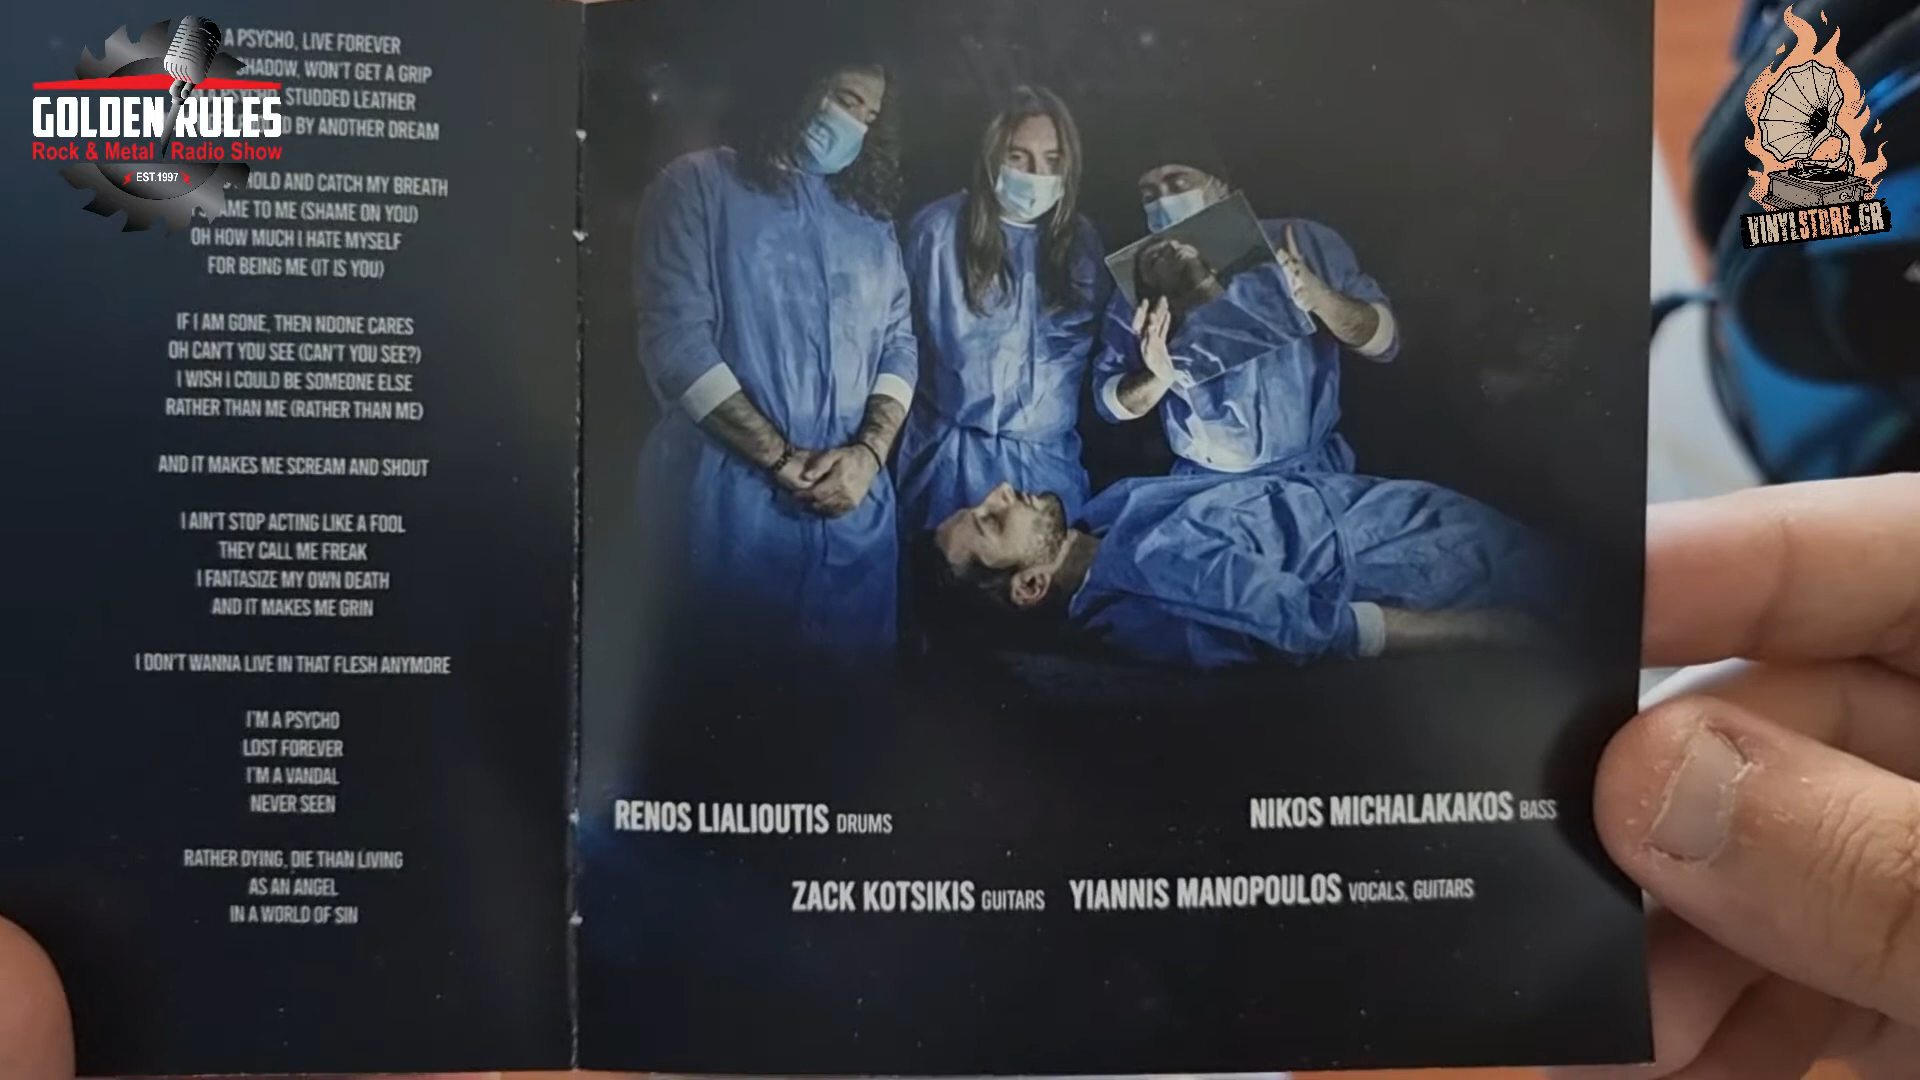 GOLDEN RULES
Rock & Metal Radio Show
EST.1997
VINYLSTORE.GR
A PSYCHO, LIVE FOREVER
SHADOW, WON'T GET A GRIP
PSYCHO, STUDDED LEATHER
BY ANOTHER DREAM
HOLD AND CATCH MY BREATH
TO ME (SHAME ON YOU)
OH HOW MUCH I HATE MYSELF
FOR BEING ME (IT IS YOU)
IF I AM GONE, THEN NOONE CARES
OH CAN'T YOU SEE (CAN'T YOU SEE?)
I WISH I COULD BE SOMEONE ELSE
RATHER THAN ME (RATHER THAN ME)
AND IT MAKES ME SCREAM AND SHOUT
I AIN'T STOP ACTING LIKE A FOOL
THEY CALL ME FREAK
I FANTASIZE MY OWN DEATH
AND IT MAKES ME GRIN
I DON'T WANNA LIVE IN THAT FLESH ANYMORE
I'M A PSYCHO
LOST FOREVER
I'M A VANDAL
NEVER SEEN
RATHER DYING, DIE THAN LIVING
AS AN ANGEL
IN A WORLD OF SIN
RENOS LIALIOUTIS DRUMS
NIKOS MICHALAKAKOS BASS
ZACK KOTSIKIS GUITARS
YIANNIS MANOPOULOS VOCALS, GUITARS